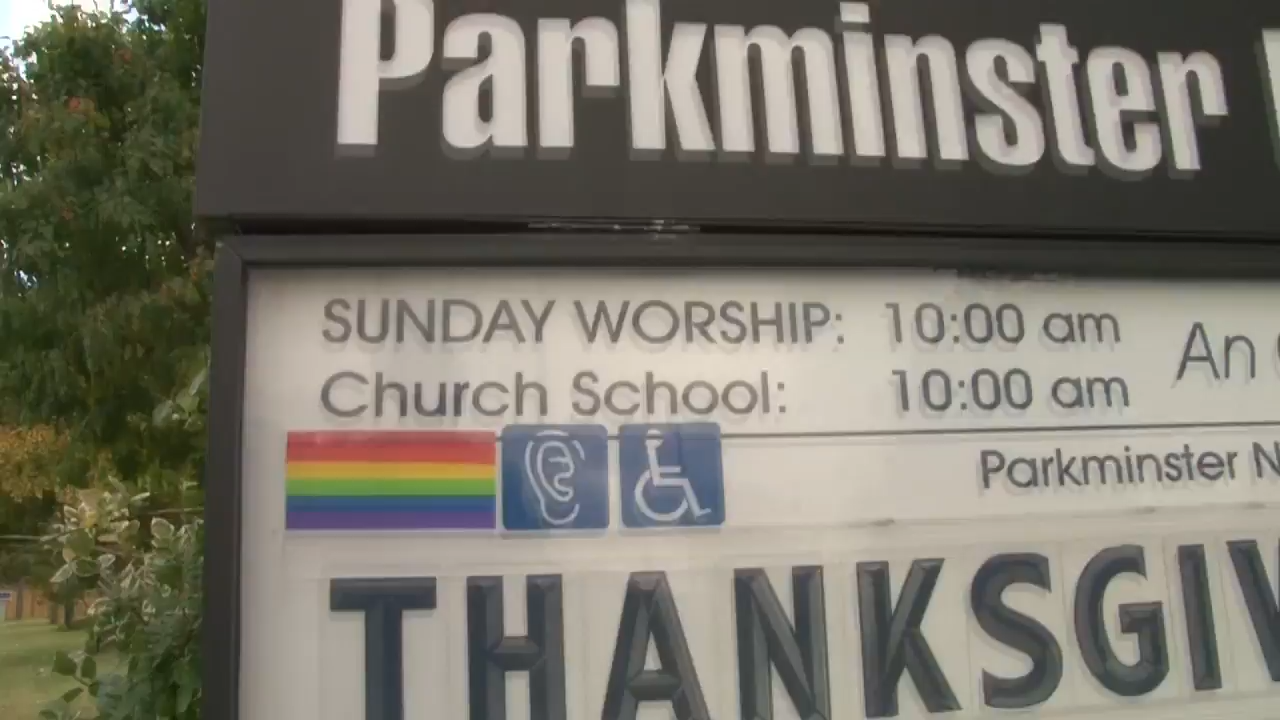 Parkminster
SUNDAY WORSHIP: 10:00 am
Church School: 10:00 am
An
Parkminster N
THANKSGIV